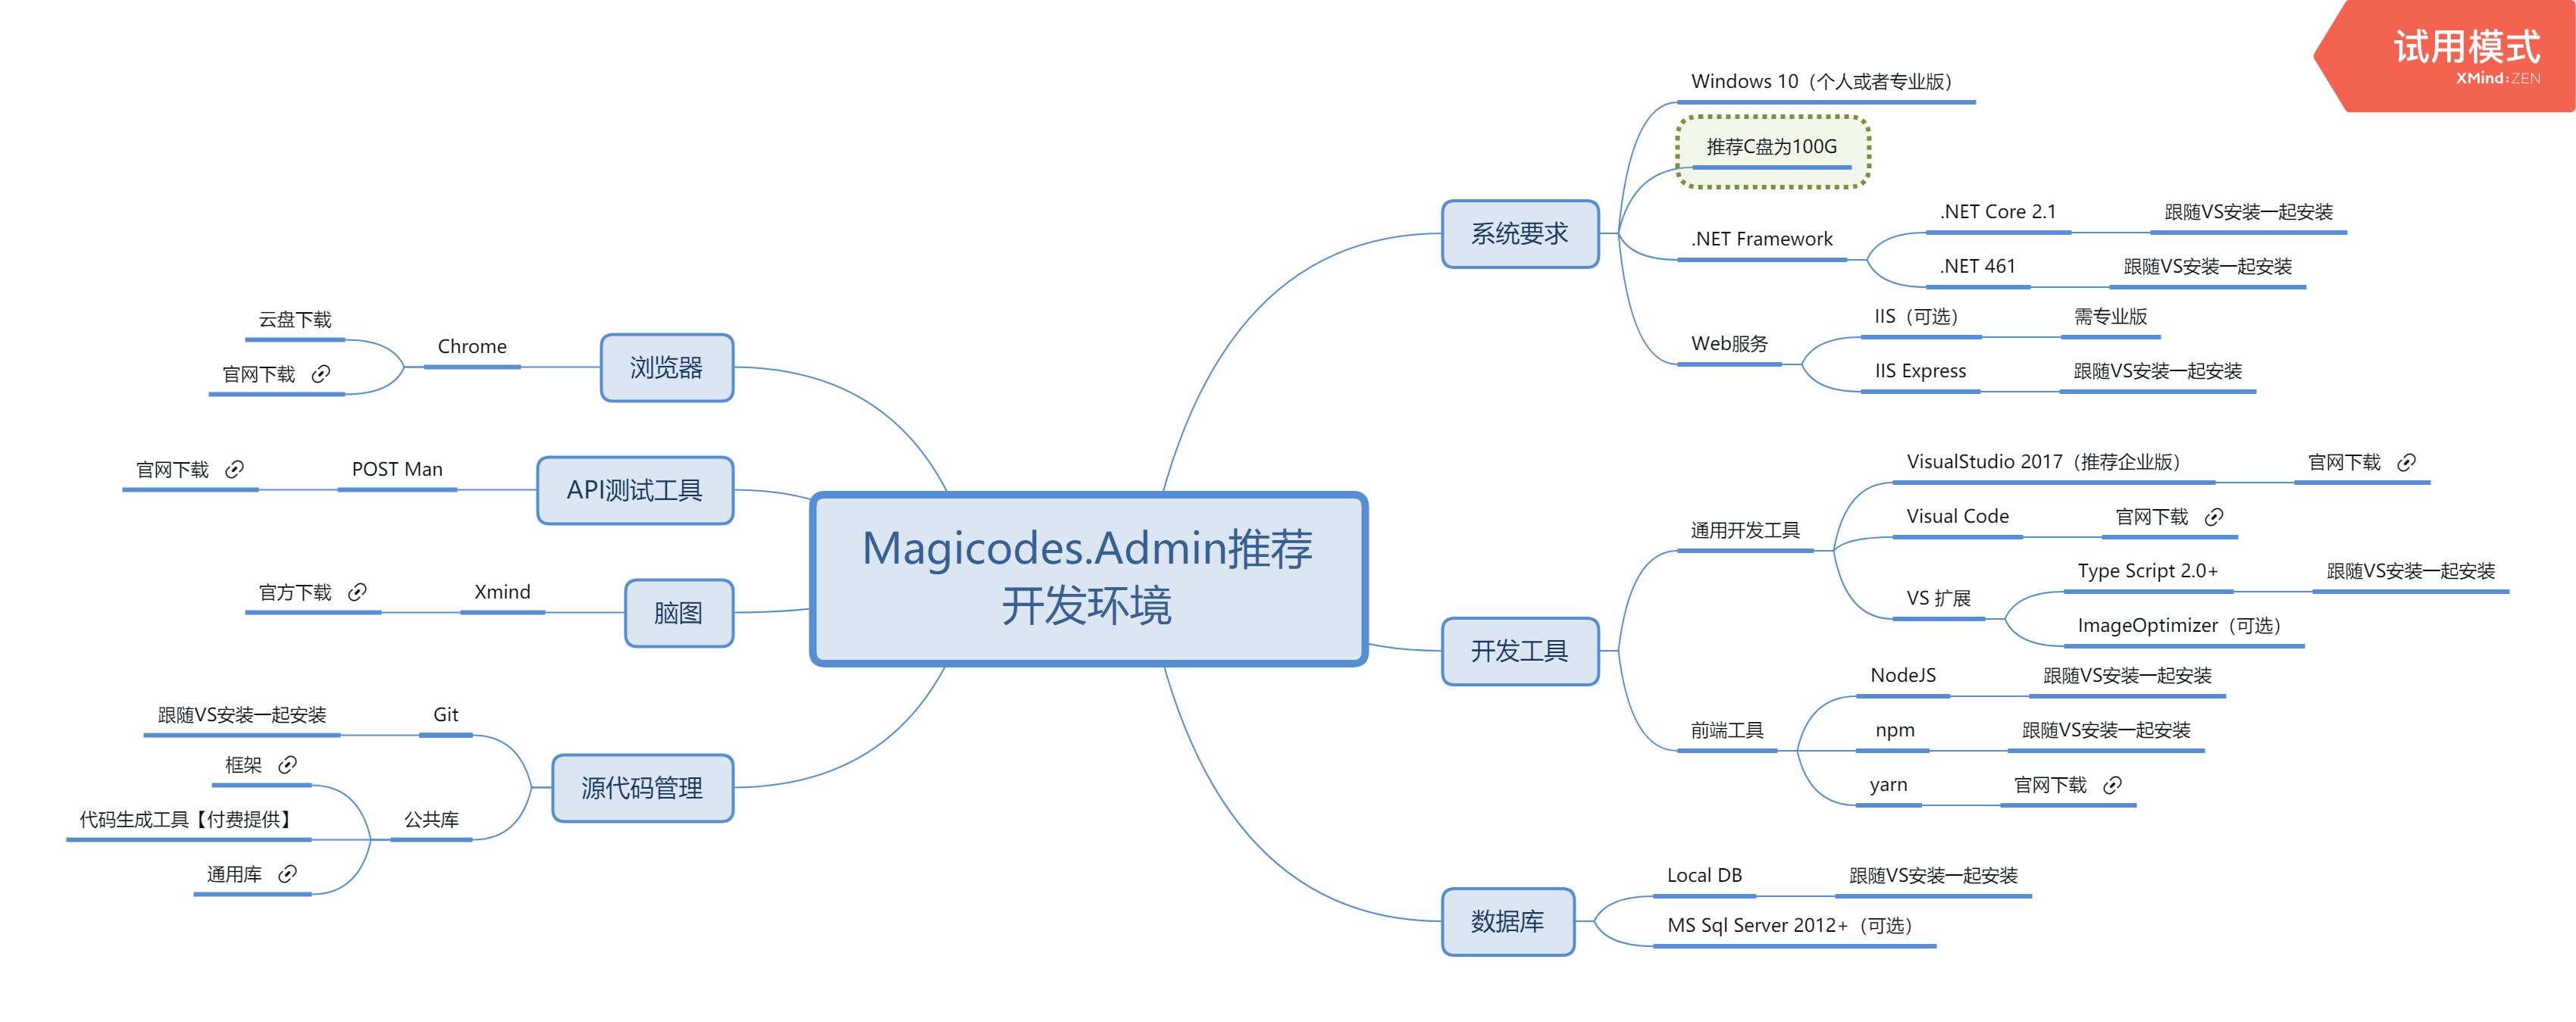 试用模式
XMind:ZEN
Magicodes.Admin推荐
开发环境
系统要求
Windows 10（个人或者专业版）
推荐C盘为100G
.NET Framework
.NET Core 2.1
跟随VS安装一起安装
.NET 461
跟随VS安装一起安装
Web服务
IIS（可选）
需专业版
IIS Express
跟随VS安装一起安装
开发工具
通用开发工具
VisualStudio 2017（推荐企业版）
官网下载
Visual Code
官网下载
VS 扩展
Type Script 2.0+
跟随VS安装一起安装
ImageOptimizer（可选）
前端工具
NodeJS
跟随VS安装一起安装
npm
跟随VS安装一起安装
yarn
官网下载
数据库
Local DB
跟随VS安装一起安装
MS Sql Server 2012+（可选）
浏览器
Chrome
云盘下载
官网下载
API测试工具
POST Man
官网下载
脑图
Xmind
官方下载
源代码管理
Git
跟随VS安装一起安装
公共库
框架
代码生成工具【付费提供】
通用库